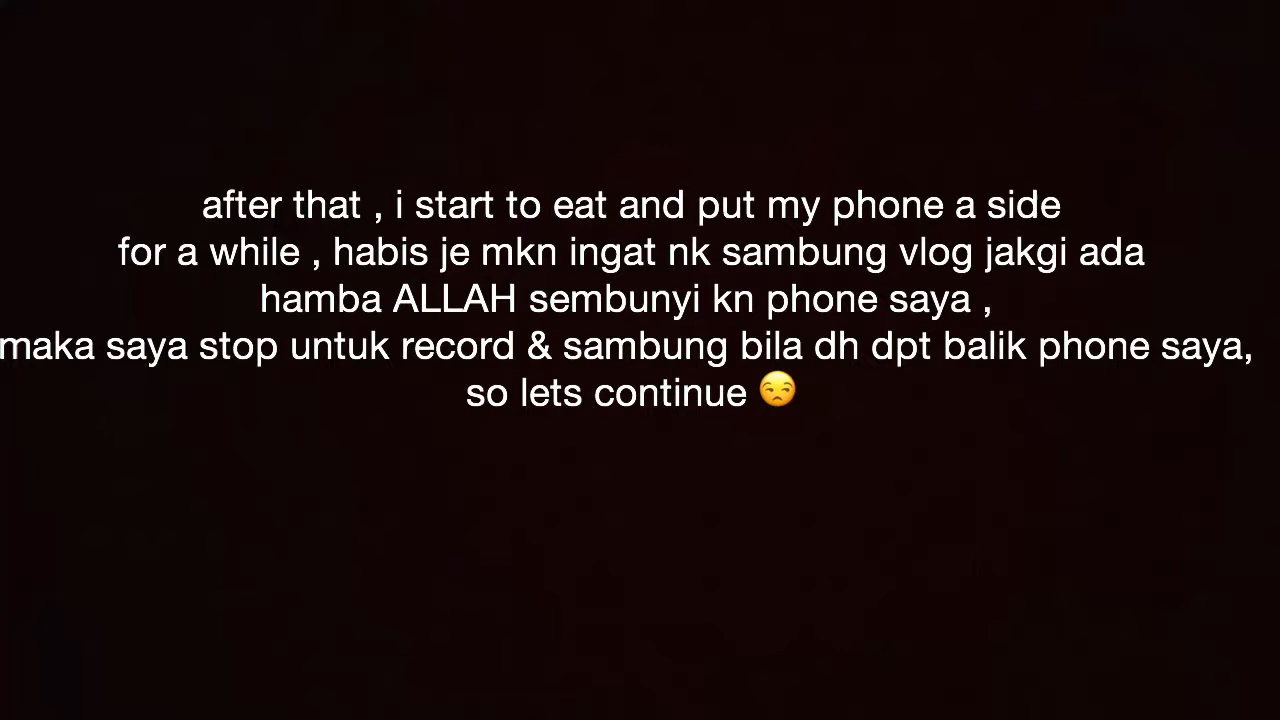 after that , i start to eat and put my phone a side
for a while , habis je mkn ingat nk sambung vlog jakgi ada
hamba ALLAH sembunyi kn phone saya ,
maka saya stop untuk record & sambung bila dh dpt balik phone saya,
so lets continue 😒